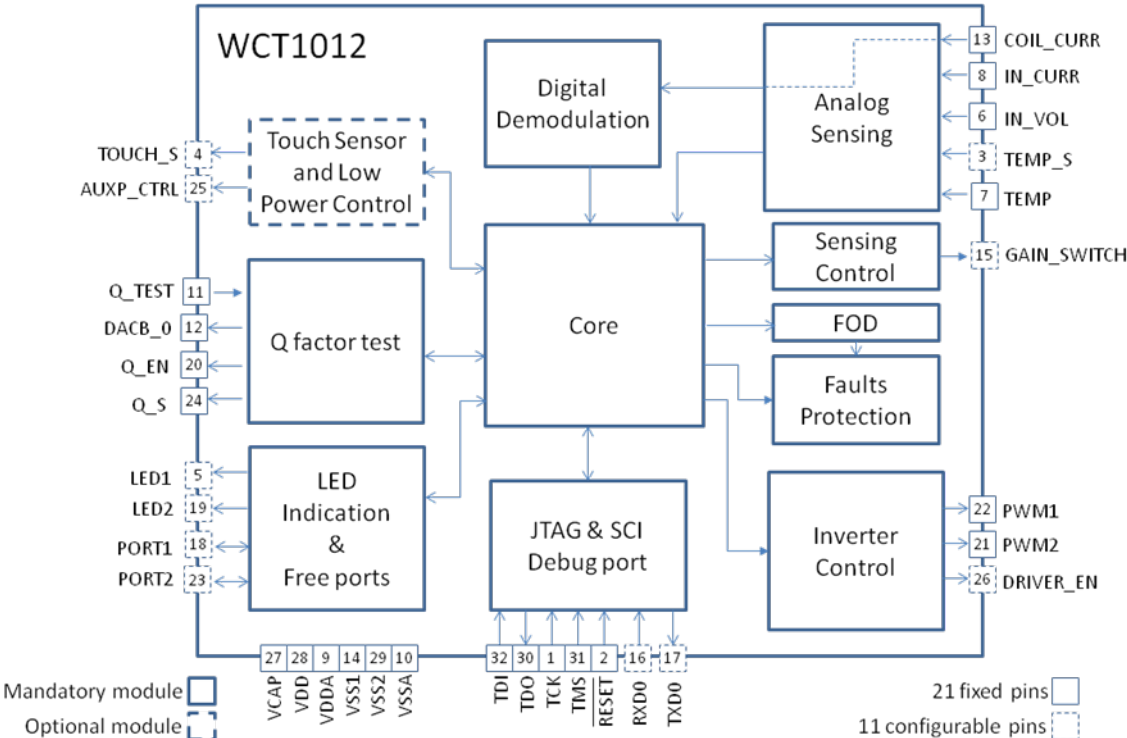 WCT1012
Digital
Demodulation
Analog
Sensing
13 COIL_CURR
8 IN_CURR
6 IN_VOL
3 TEMP_S
7 TEMP
TOUCH_S 4
AUXP_CTRL 25
Touch Sensor
and Low
Power Control
Sensing
Control
15 GAIN_SWITCH
Q_TEST 11
DACB_0 12
Q_EN 20
Q_S 24
Q factor test
Core
FOD
Faults
Protection
LED1 5
LED2 19
PORT1 18
PORT2 23
LED
Indication
&
Free ports
JTAG & SCI
Debug port
Inverter
Control
22 PWM1
21 PWM2
26 DRIVER_EN
27 28 9 14 29 10
VCAP VDD VDDA VSS1 VSS2 VSSA
32 30 1 31 2 16 17
TDI TDO TCK TMS RESET RXD0 TXD0
Mandatory module
Optional module
21 fixed pins
11 configurable pins